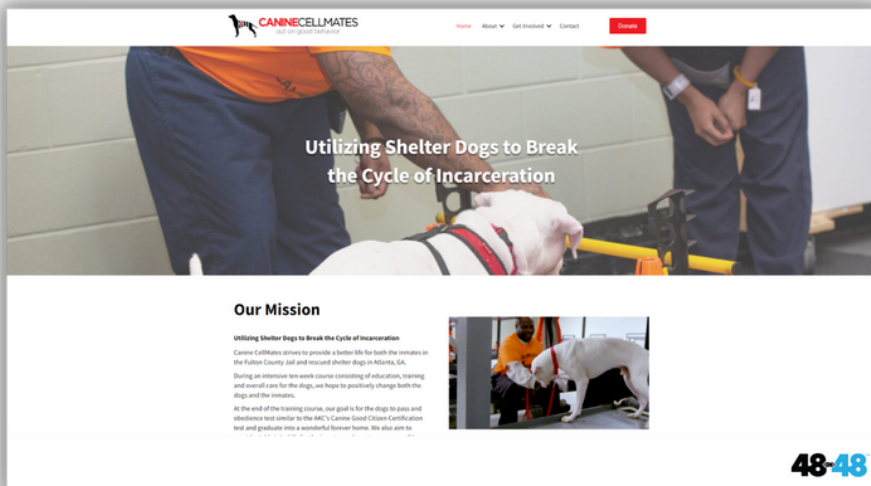 CANINECELLMATES
out on good behavior
Home About Get Involved Contact Donate
Utilizing Shelter Dogs to Break
the Cycle of Incarceration
Our Mission
Utilizing Shelter Dogs to Break the Cycle of Incarceration
Canine CellMates strives to provide a better life for both the inmates in
the Fulton County Jail and rescued shelter dogs in Atlanta, GA.
During an intensive ten week course consisting of education, training
and overall care for the dogs, we hope to positively change both the
dogs and the inmates.
At the end of the training course, our goal is for the dogs to pass and
obedience test similar to the AKC's Canine Good Citizen Certification
test and graduate into a wonderful forever home. We also aim to
48in48